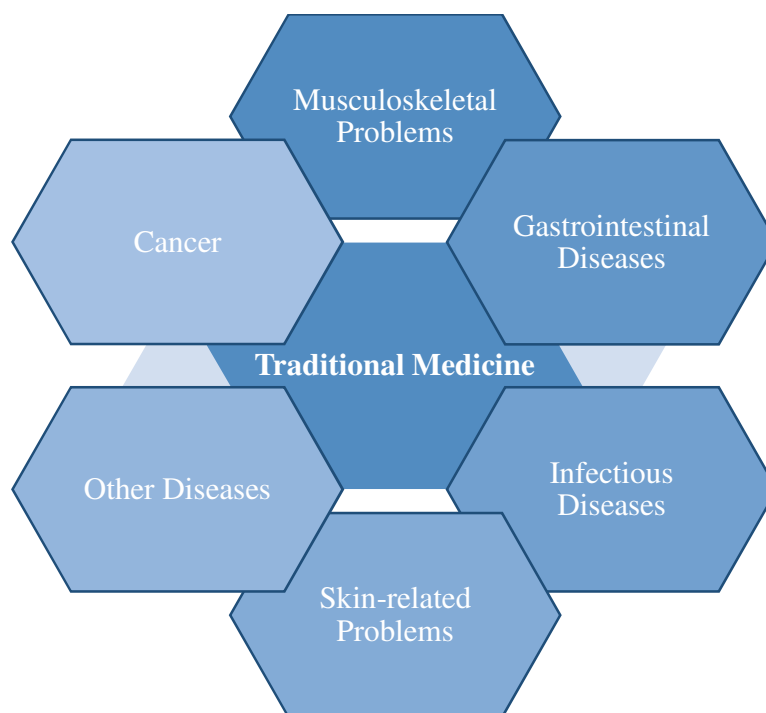 Musculoskeletal
Problems
Gastrointestinal
Diseases
Cancer
Traditional Medicine
Infectious
Diseases
Other Diseases
Skin-related
Problems